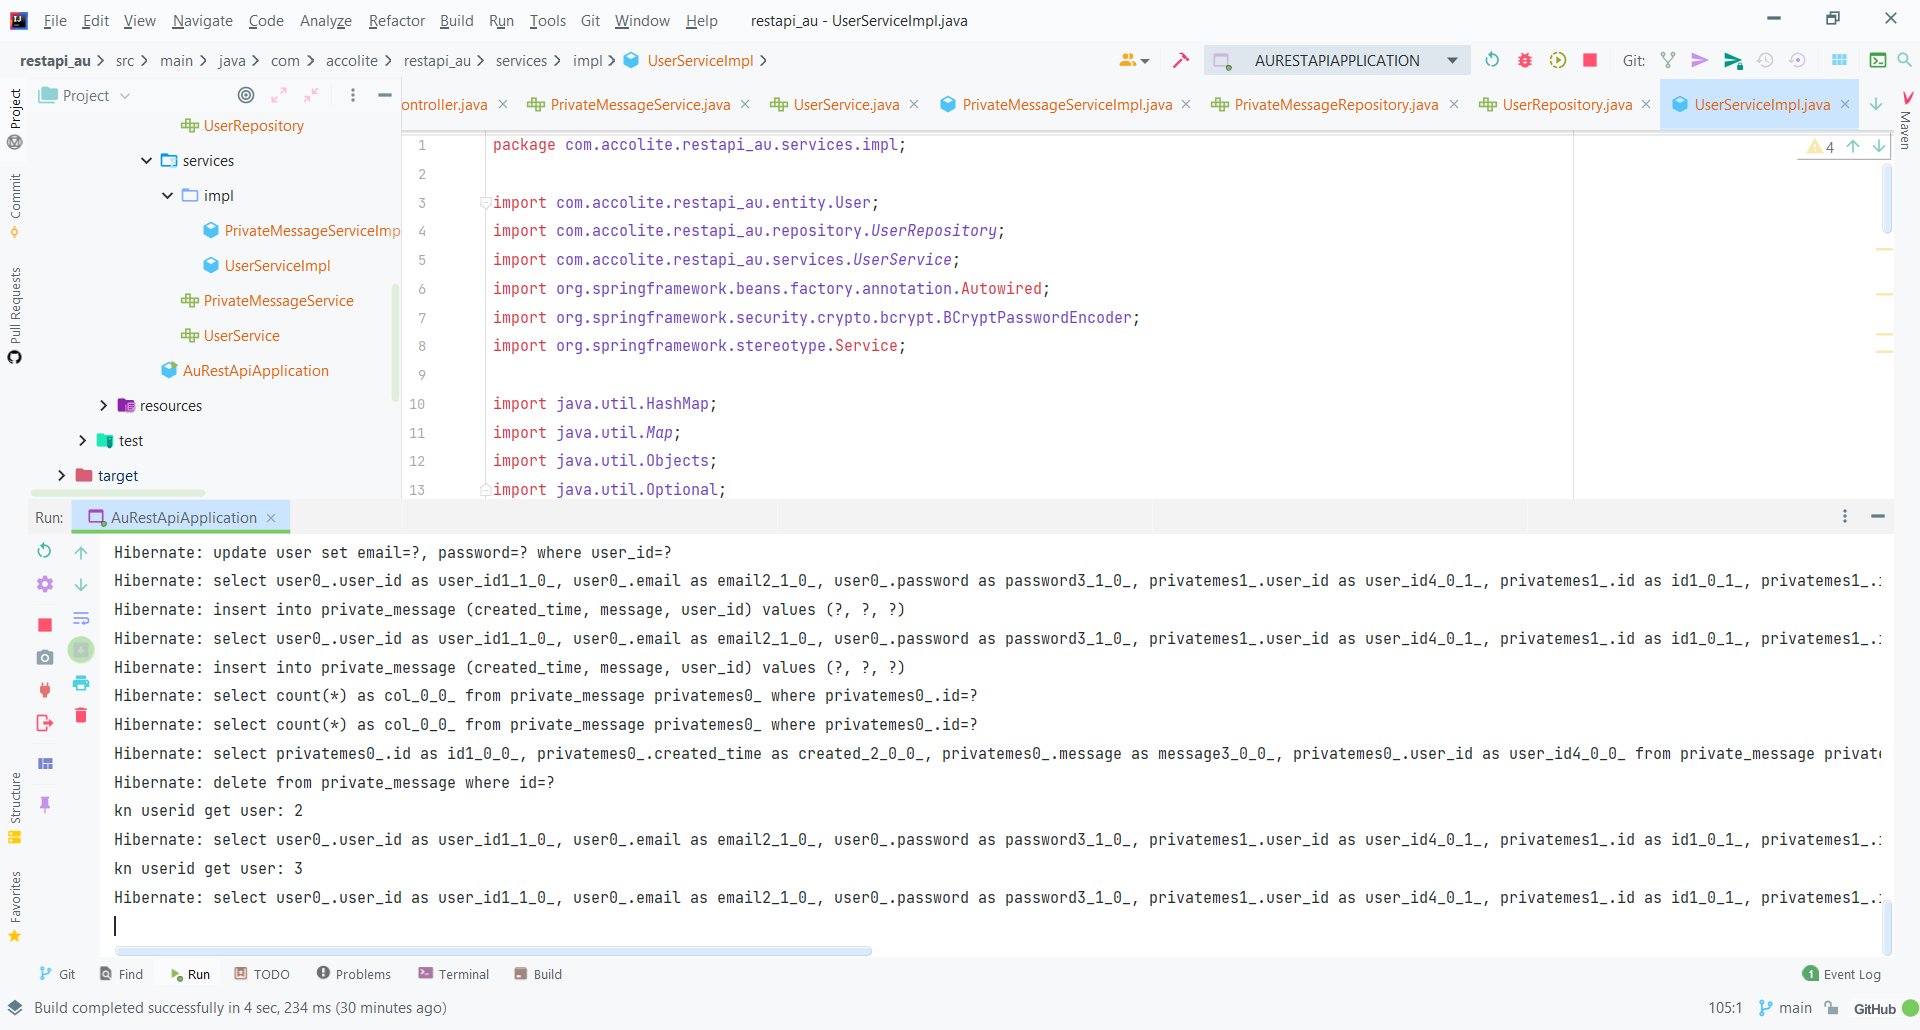 File Edit View Navigate Code Analyze Refactor Build Run Tools Git Window Help restapi_au - UserServiceImpl.java
restapi_au src main java com accolite restapi_au services impl UserServiceImpl AURESTAPIAPPLICATION Git:
Project
ontroller.java PrivateMessageService.java UserService.java PrivateMessageServiceImpl.java PrivateMessageRepository.java UserRepository.java UserServiceImpl.java
Project
Commit
Pull Requests
Structure
Favorites
Maven
UserRepository
services
impl
PrivateMessageServiceImp
UserServiceImpl
PrivateMessageService
UserService
AuRestApiApplication
resources
test
target
4
1 package com.accolite.restapi_au.services.impl;
2
3 import com.accolite.restapi_au.entity.User;
4 import com.accolite.restapi_au.repository.UserRepository;
5 import com.accolite.restapi_au.services.UserService;
6 import org.springframework.beans.factory.annotation.Autowired;
7 import org.springframework.security.crypto.bcrypt.BCryptPasswordEncoder;
8 import org.springframework.stereotype.Service;
9
10 import java.util.HashMap;
11 import java.util.Map;
12 import java.util.Objects;
13 import java.util.Optional;
Run: AuRestApiApplication
Hibernate: update user set email=?, password=? where user_id=?
Hibernate: select user0_.user_id as user_id1_1_0_, user0_.email as email2_1_0_, user0_.password as password3_1_0_, privatemes1_.user_id as user_id4_0_1_, privatemes1_.id as id1_0_1_, privatemes1_.
Hibernate: insert into private_message (created_time, message, user_id) values (?, ?, ?)
Hibernate: select user0_.user_id as user_id1_1_0_, user0_.email as email2_1_0_, user0_.password as password3_1_0_, privatemes1_.user_id as user_id4_0_1_, privatemes1_.id as id1_0_1_, privatemes1_.
Hibernate: insert into private_message (created_time, message, user_id) values (?, ?, ?)
Hibernate: select count(*) as col_0_0_ from private_message privatemes0_ where privatemes0_.id=?
Hibernate: select count(*) as col_0_0_ from private_message privatemes0_ where privatemes0_.id=?
Hibernate: select privatemes0_.id as id1_0_0_, privatemes0_.created_time as created_2_0_0_, privatemes0_.message as message3_0_0_, privatemes0_.user_id as user_id4_0_0_ from private_message private
Hibernate: delete from private_message where id=?
kn userid get user: 2
Hibernate: select user0_.user_id as user_id1_1_0_, user0_.email as email2_1_0_, user0_.password as password3_1_0_, privatemes1_.user_id as user_id4_0_1_, privatemes1_.id as id1_0_1_, privatemes1_.
kn userid get user: 3
Hibernate: select user0_.user_id as user_id1_1_0_, user0_.email as email2_1_0_, user0_.password as password3_1_0_, privatemes1_.user_id as user_id4_0_1_, privatemes1_.id as id1_0_1_, privatemes1_.
Git Find Run TODO Problems Terminal Build 1 Event Log
Build completed successfully in 4 sec, 234 ms (30 minutes ago) 105:1 main GitHub